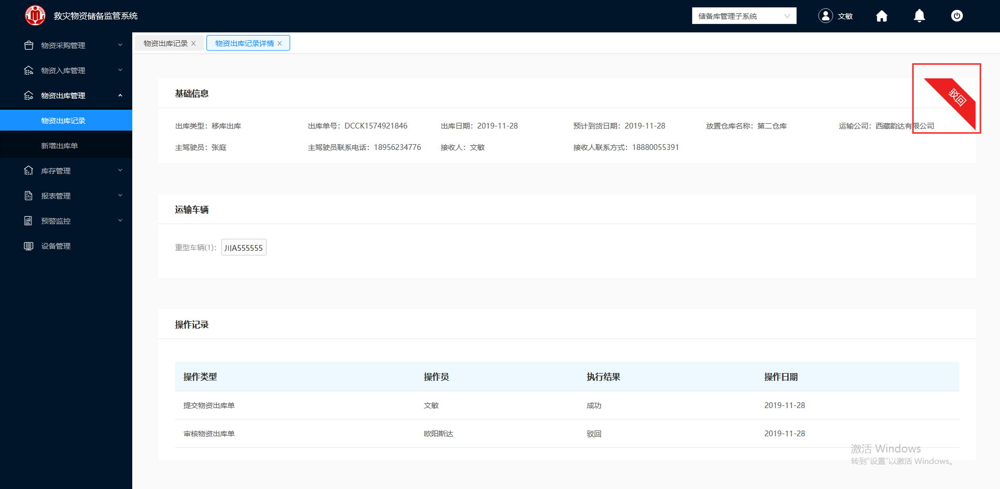 救灾物资储备监管系统
储备库管理子系统
文敏
物资采购管理
物资入库管理
物资出库管理
物资出库记录
新增出库单
库存管理
报表管理
预警监控
设备管理
物资出库记录
物资出库记录详情
驳回
基础信息
出库类型：移库出库 出库单号：DCCK1574921846 出库日期：2019-11-28 预计到货日期：2019-11-28 放置仓库名称：第二仓库 运输公司：西藏韵达有限公司
主驾驶员：张庭 主驾驶员联系电话：18956234776 接收人：文敏 接收人联系方式：18880055391
运输车辆
重型车辆(1)： 川A555555
操作记录
操作类型 操作员 执行结果 操作日期
提交物资出库单 文敏 成功 2019-11-28
审核物资出库单 欧阳斯达 驳回 2019-11-28
激活 Windows
转到“设置”以激活 Windows。